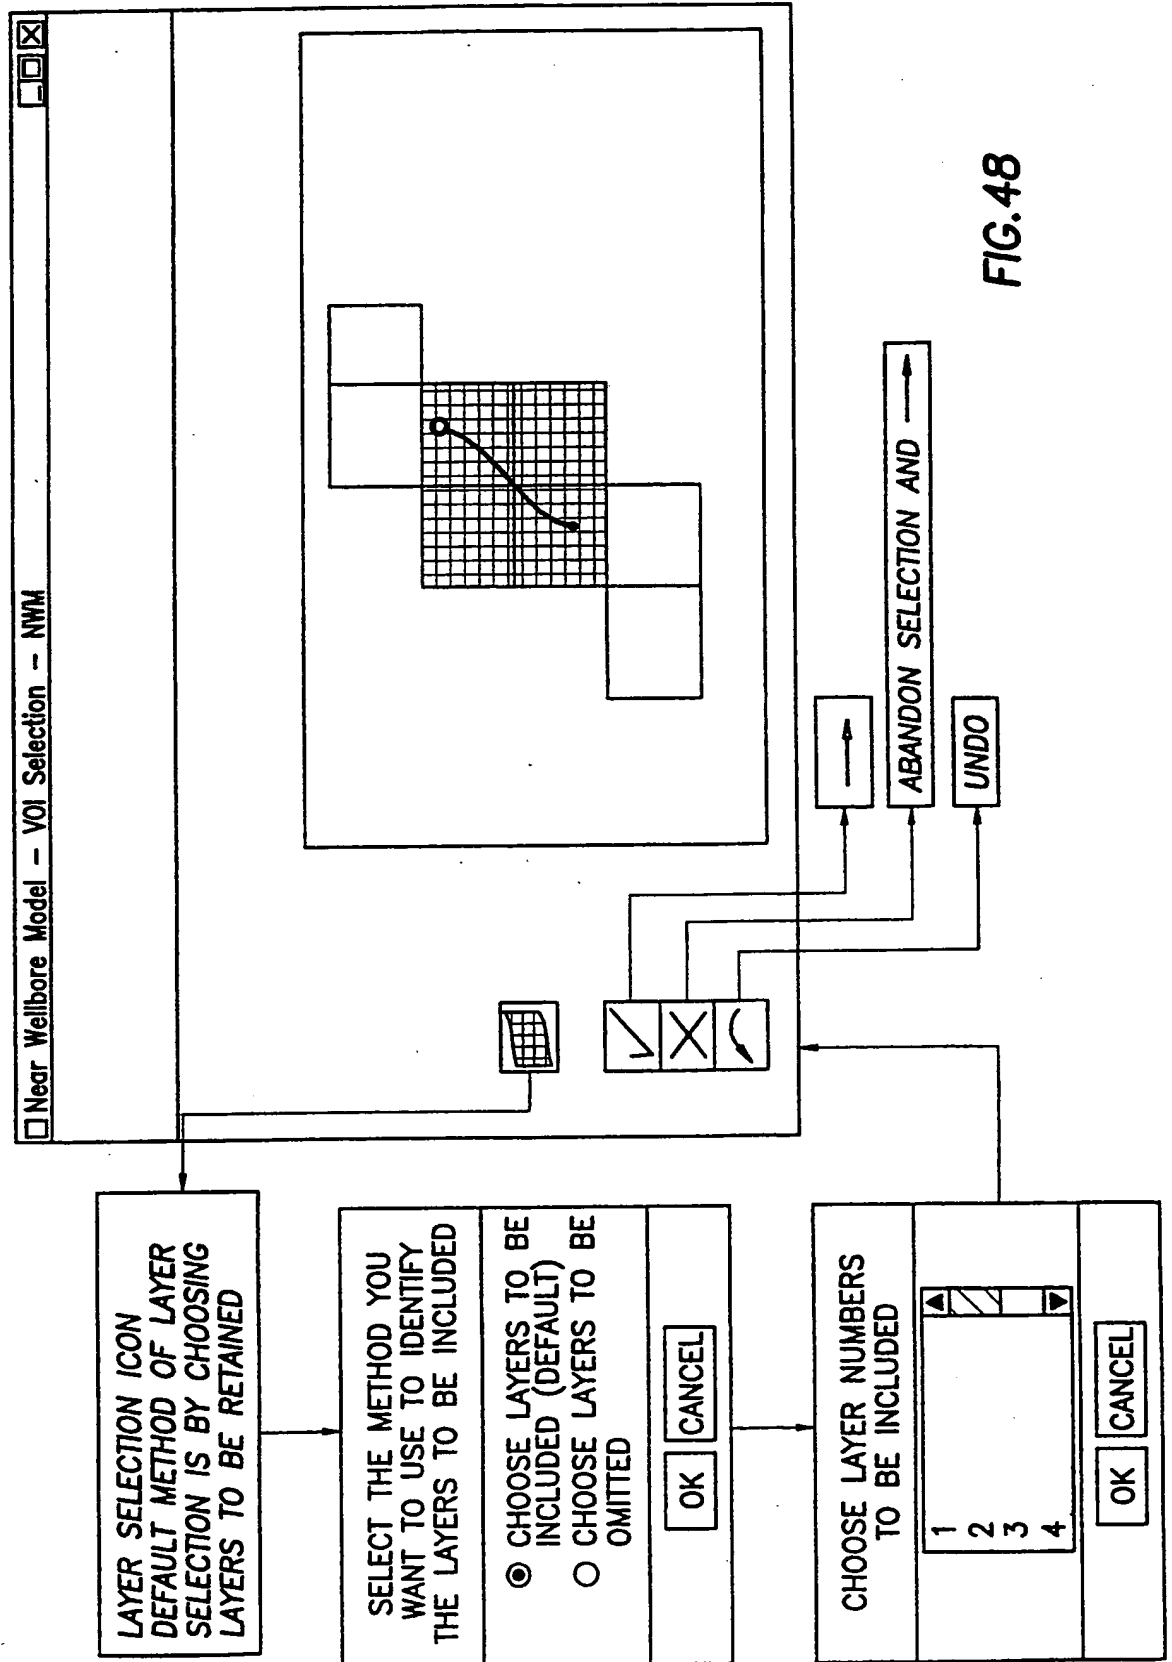 Near Wellbore Model – VOI Selection – NWM
LAYER SELECTION ICON
DEFAULT METHOD OF LAYER
SELECTION IS BY CHOOSING
LAYERS TO BE RETAINED
SELECT THE METHOD YOU
WANT TO USE TO IDENTIFY
THE LAYERS TO BE INCLUDED
CHOOSE LAYERS TO BE
INCLUDED (DEFAULT)
CHOOSE LAYERS TO BE
OMITTED
OK CANCEL
CHOOSE LAYER NUMBERS
TO BE INCLUDED
1
2
3
4
OK CANCEL
ABANDON SELECTION AND
UNDO
FIG.48